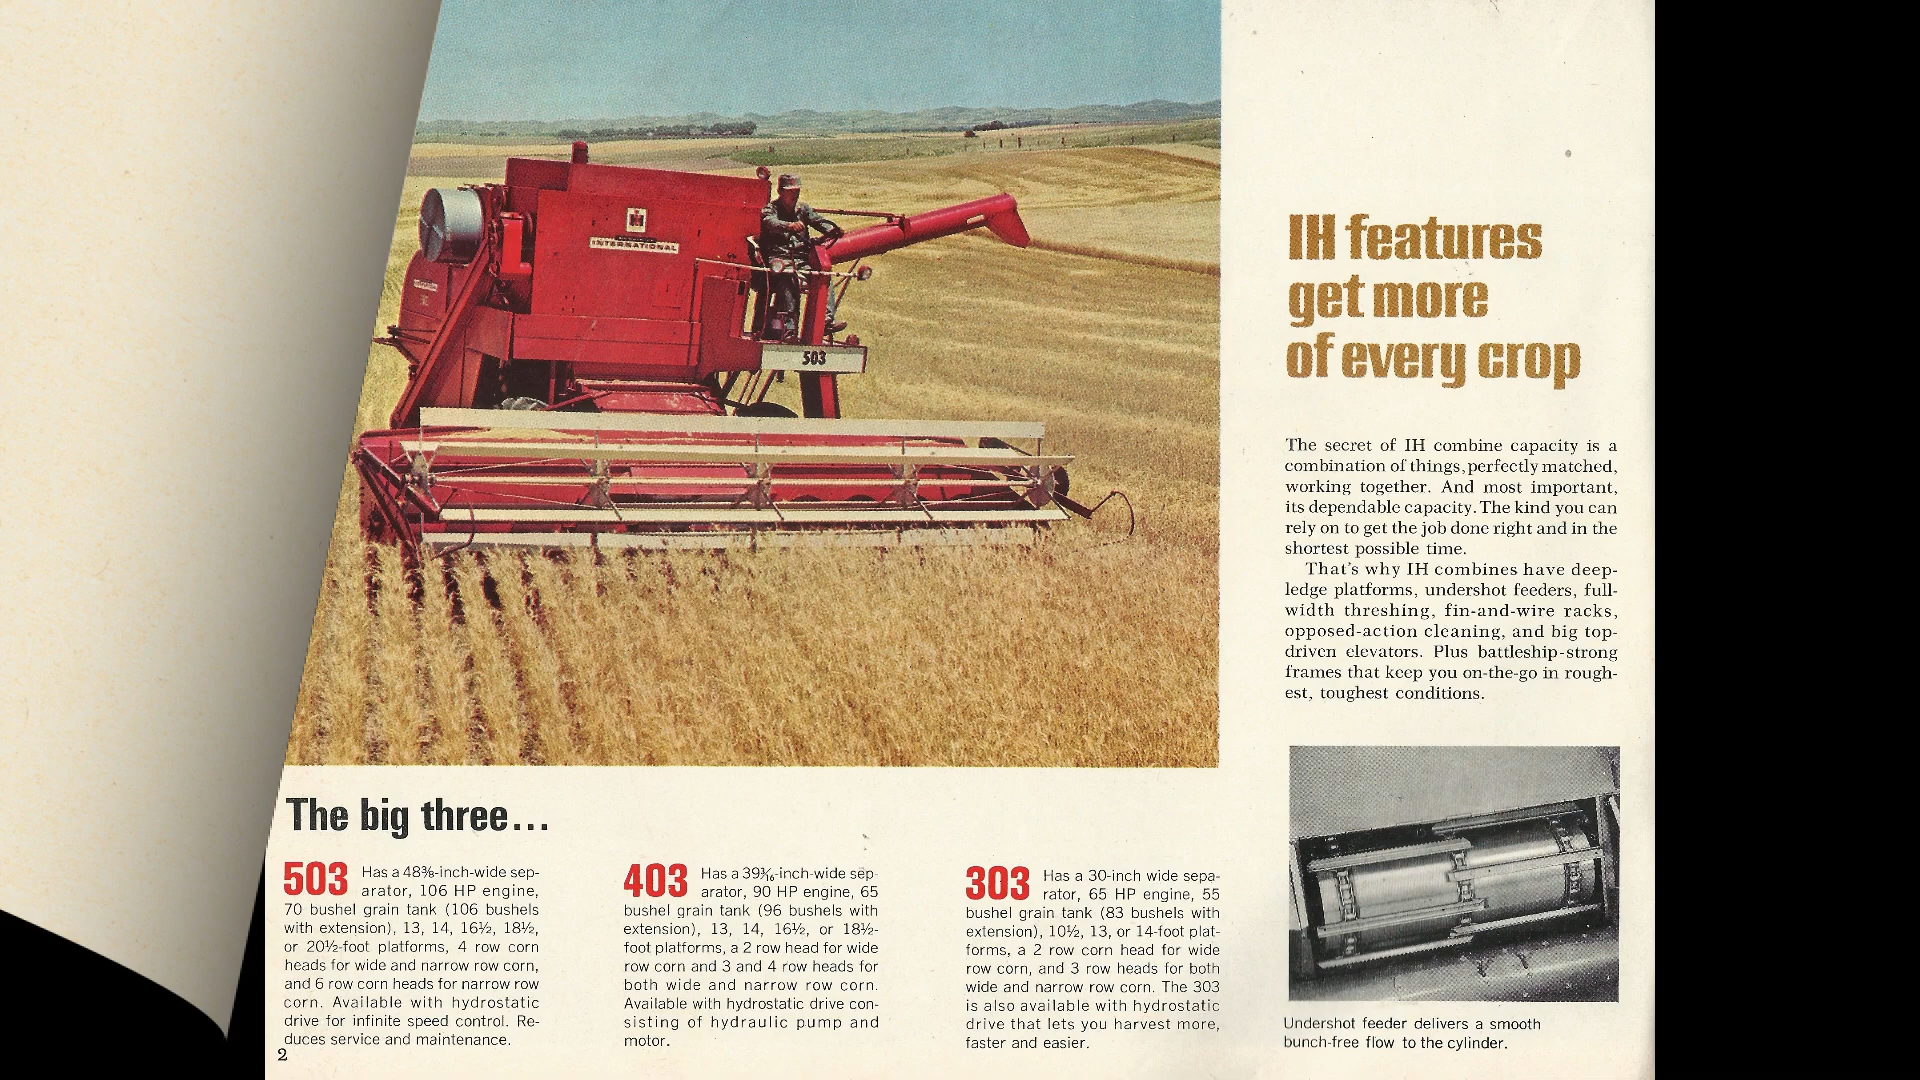 IH
INTERNATIONAL
503
IH features
get more
of every crop
The secret of IH combine capacity is a
combination of things, perfectly matched,
working together. And most important,
its dependable capacity. The kind you can
rely on to get the job done right and in the
shortest possible time.
That's why IH combines have deep-
ledge platforms, undershot feeders, full-
width threshing, fin-and-wire racks,
opposed-action cleaning, and big top-
driven elevators. Plus battleship-strong
frames that keep you on-the-go in rough-
est, toughest conditions.
Undershot feeder delivers a smooth
bunch-free flow to the cylinder.
The big three...
503 Has a 48⅜-inch-wide sep-
arator, 106 HP engine,
70 bushel grain tank (106 bushels
with extension), 13, 14, 16½, 18½,
or 20½-foot platforms, 4 row corn
heads for wide and narrow row corn,
and 6 row corn heads for narrow row
corn. Available with hydrostatic
drive for infinite speed control. Re-
duces service and maintenance.
403 Has a -inch-wide sep-
arator, 90 HP engine, 65
bushel grain tank (96 bushels with
extension), 13, 14, 16½, or 18½-
foot platforms, a 2 row head for wide
row corn and 3 and 4 row heads for
both wide and narrow row corn.
Available with hydrostatic drive con-
sisting of hydraulic pump and
motor.
303 Has a 30-inch wide sepa-
rator, 65 HP engine, 55
bushel grain tank (83 bushels with
extension), 10½, 13, or 14-foot plat-
forms, a 2 row corn head for wide
row corn, and 3 row heads for both
wide and narrow row corn. The 303
is also available with hydrostatic
drive that lets you harvest more,
faster and easier.
2